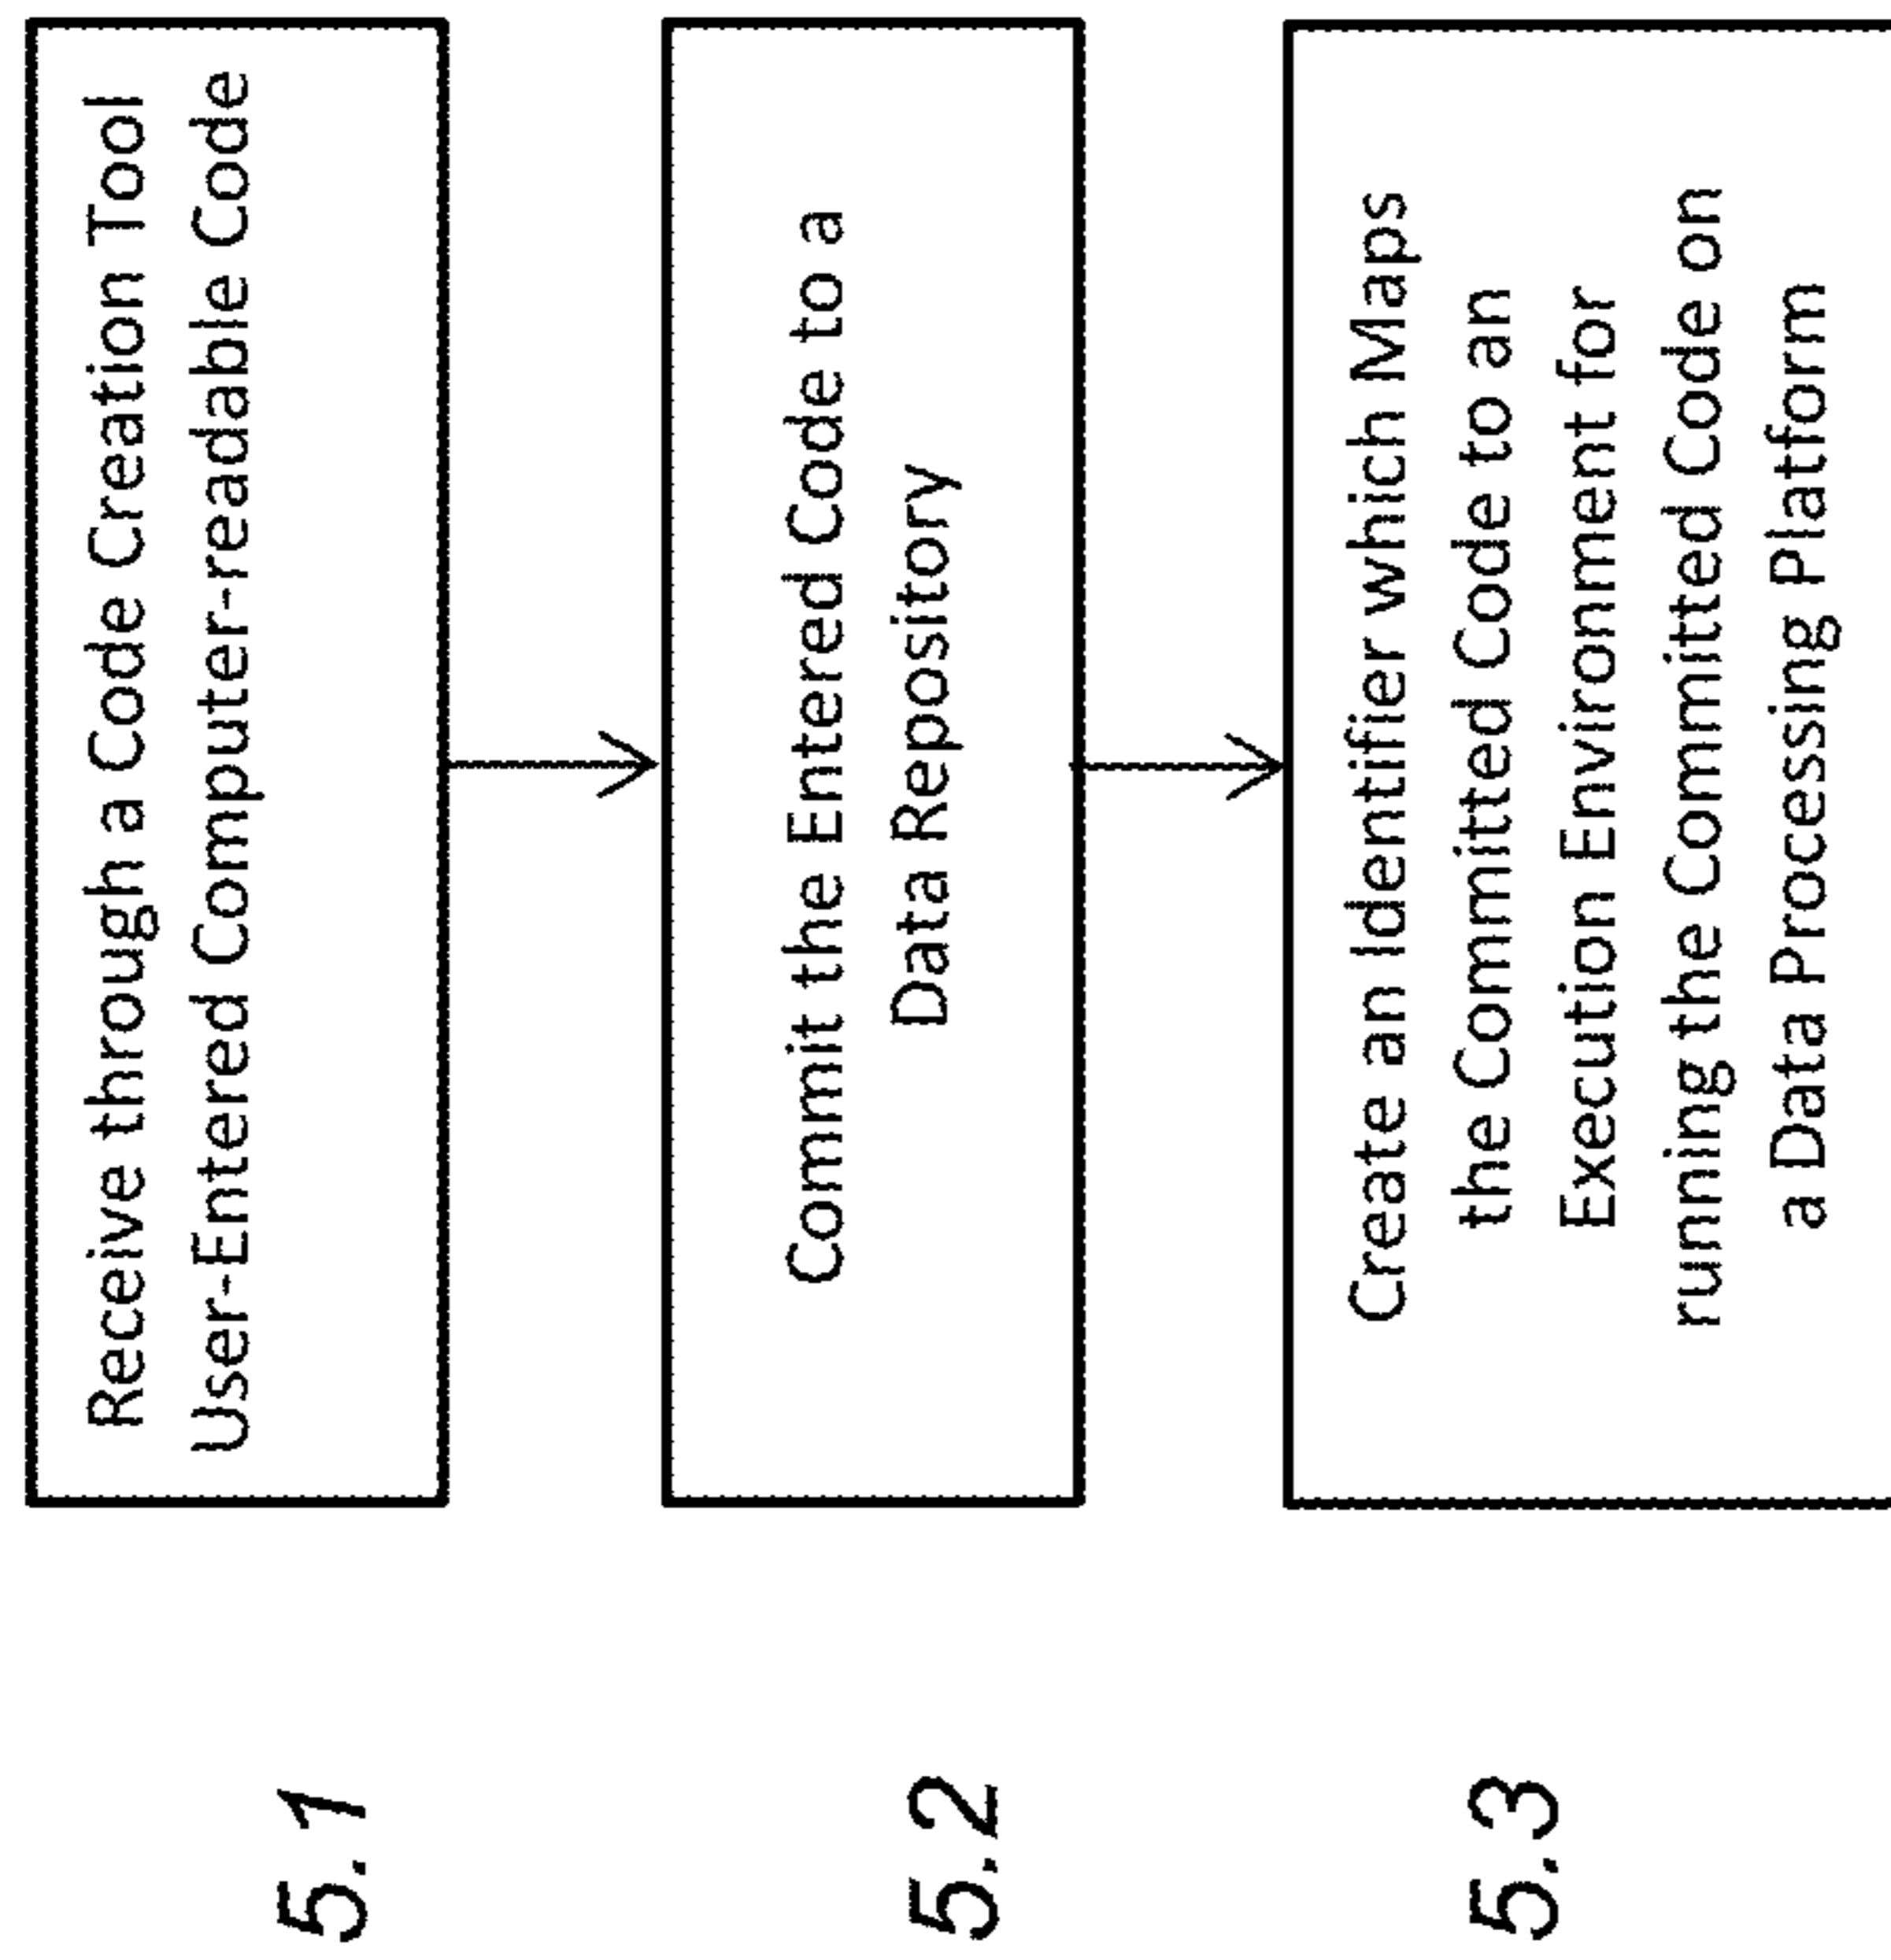 5.1
Receive through a Code Creation Tool
User-Entered Computer-readable Code
5.2
Commit the Entered Code to a
Data Repository
5.3
Create an Identifier which Maps
the Committed Code to an
Execution Environment for
running the Committed Code on
a Data Processing Platform